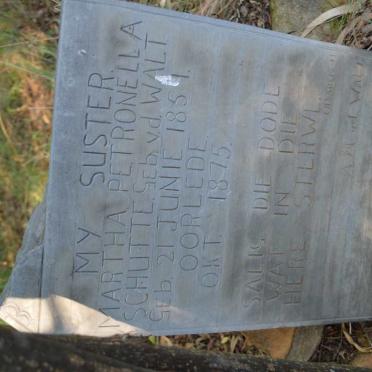 MY SUSTER
MARTHA PETRONELLA
SCHUTTE. Geb. v.d. WALT
Geb. 21 JUNIE 1851.
OORLEDE
OKT. 1875.
SALIG DIE DODE
WAT IN DIE
HERE STERWE.
v.d. WALT